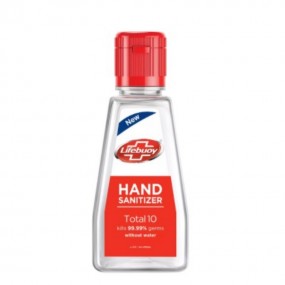 New
Lifebuoy
HAND
SANITIZER
Total 10
kills 99.99% germs
without water